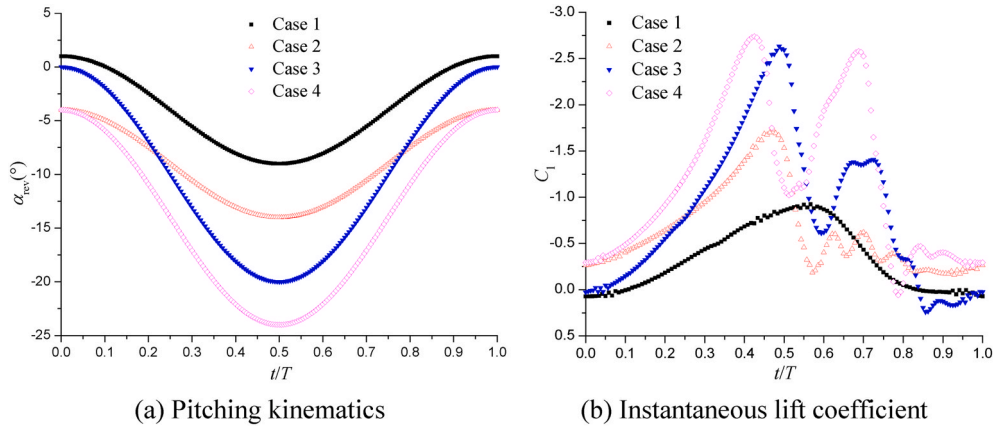 Case 1
Case 2
Case 3
Case 4
α_rev(°)
5
0
-5
-10
-15
-20
-25
0.0 0.1 0.2 0.3 0.4 0.5 0.6 0.7 0.8 0.9 1.0
t/T
(a) Pitching kinematics
Case 1
Case 2
Case 3
Case 4
C_l
-3.0
-2.5
-2.0
-1.5
-1.0
-0.5
0.0
0.5
0.0 0.1 0.2 0.3 0.4 0.5 0.6 0.7 0.8 0.9 1.0
t/T
(b) Instantaneous lift coefficient